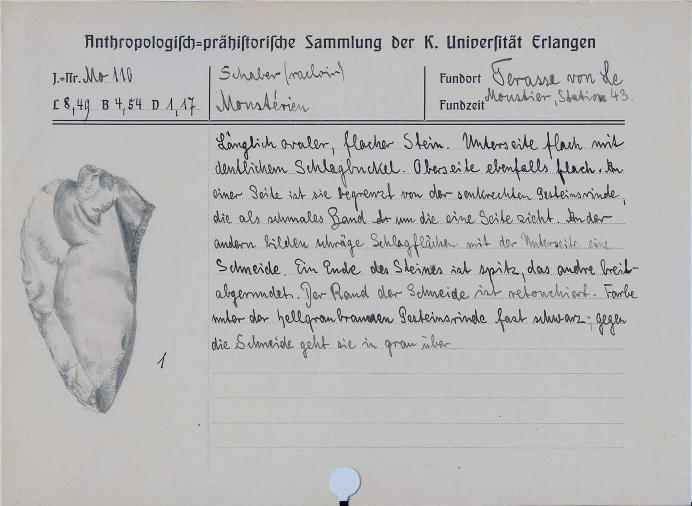 Anthropologisch=prähistorische Sammlung der K. Universität Erlangen
J.=Nr. Mo 110
L 8,49 B 4,54 D 1,17
Schaber (racloir)
Moustérien
Fundort Terasse von Le
Moustier, Station 43.
Fundzeit
Länglich ovaler, flacher Stein. Unterseite flach mit
deutlichem Schlagbuckel. Oberseite ebenfalls flach. An
einer Seite ist sie begrenzt von der senkrechten Gesteinsrinde,
die als schmales Band um die eine Seite zieht. An der
andern bilden schräge Schlagflächen mit der Unterseite eine
Schneide. Ein Ende des Steines ist spitz, das andre breit-
abgerundet. Der Rand der Schneide ist retouchiert. Farbe
unter der hellgraubraunen Gesteinsrinde fast schwarz; gegen
die Schneide geht sie in grau über
1